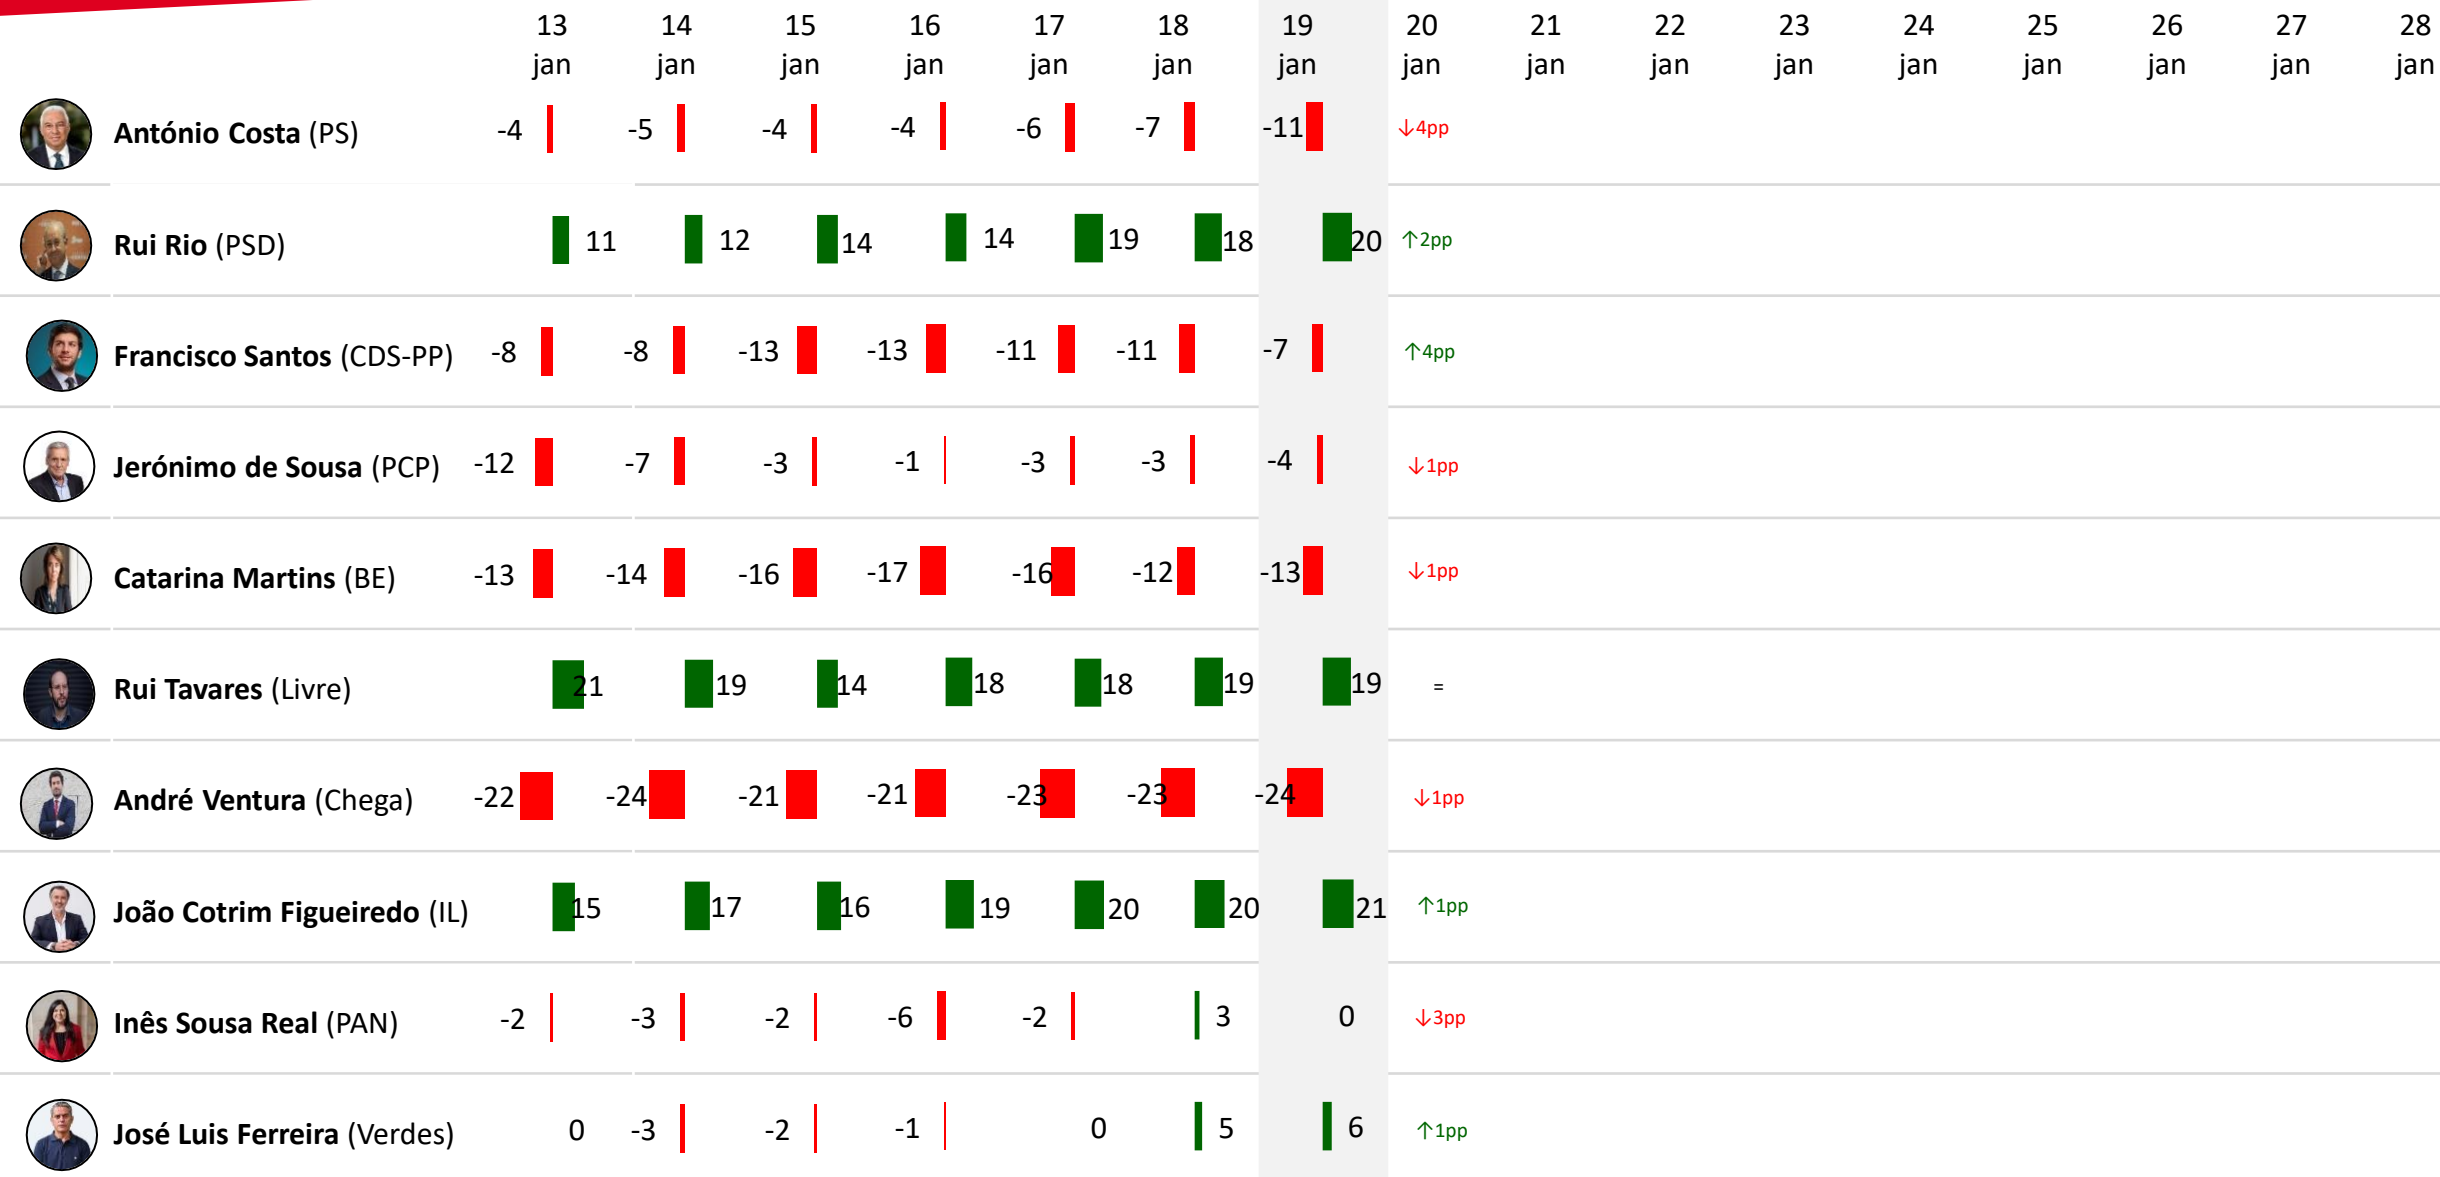 13 jan 14 jan 15 jan 16 jan 17 jan 18 jan 19 jan 20 jan 21 jan 22 jan 23 jan 24 jan 25 jan 26 jan 27 jan 28 jan
António Costa (PS) -4 -5 -4 -4 -6 -7 -11 ↓4pp
Rui Rio (PSD) 11 12 14 14 19 18 20 ↑2pp
Francisco Santos (CDS-PP) -8 -8 -13 -13 -11 -11 -7 ↑4pp
Jerónimo de Sousa (PCP) -12 -7 -3 -1 -3 -3 -4 ↓1pp
Catarina Martins (BE) -13 -14 -16 -17 -16 -12 -13 ↓1pp
Rui Tavares (Livre) 21 19 14 18 18 19 19 =
André Ventura (Chega) -22 -24 -21 -21 -23 -23 -24 ↓1pp
João Cotrim Figueiredo (IL) 15 17 16 19 20 20 21 ↑1pp
Inês Sousa Real (PAN) -2 -3 -2 -6 -2 3 0 ↓3pp
José Luis Ferreira (Verdes) 0 -3 -2 -1 0 5 6 ↑1pp